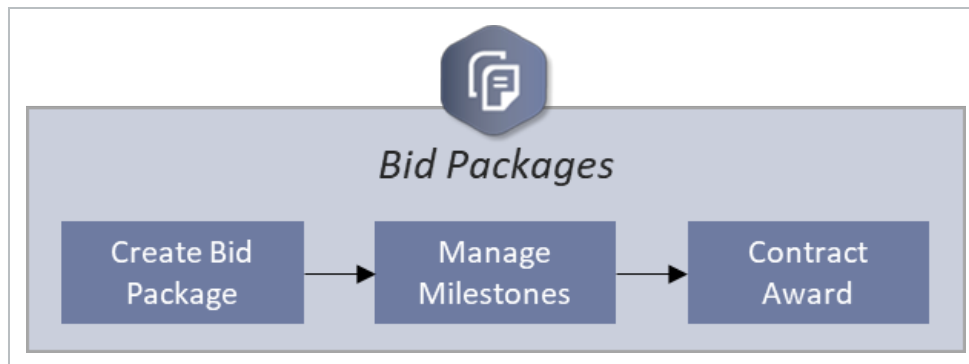 Bid Packages
Create Bid
Package
Manage
Milestones
Contract
Award